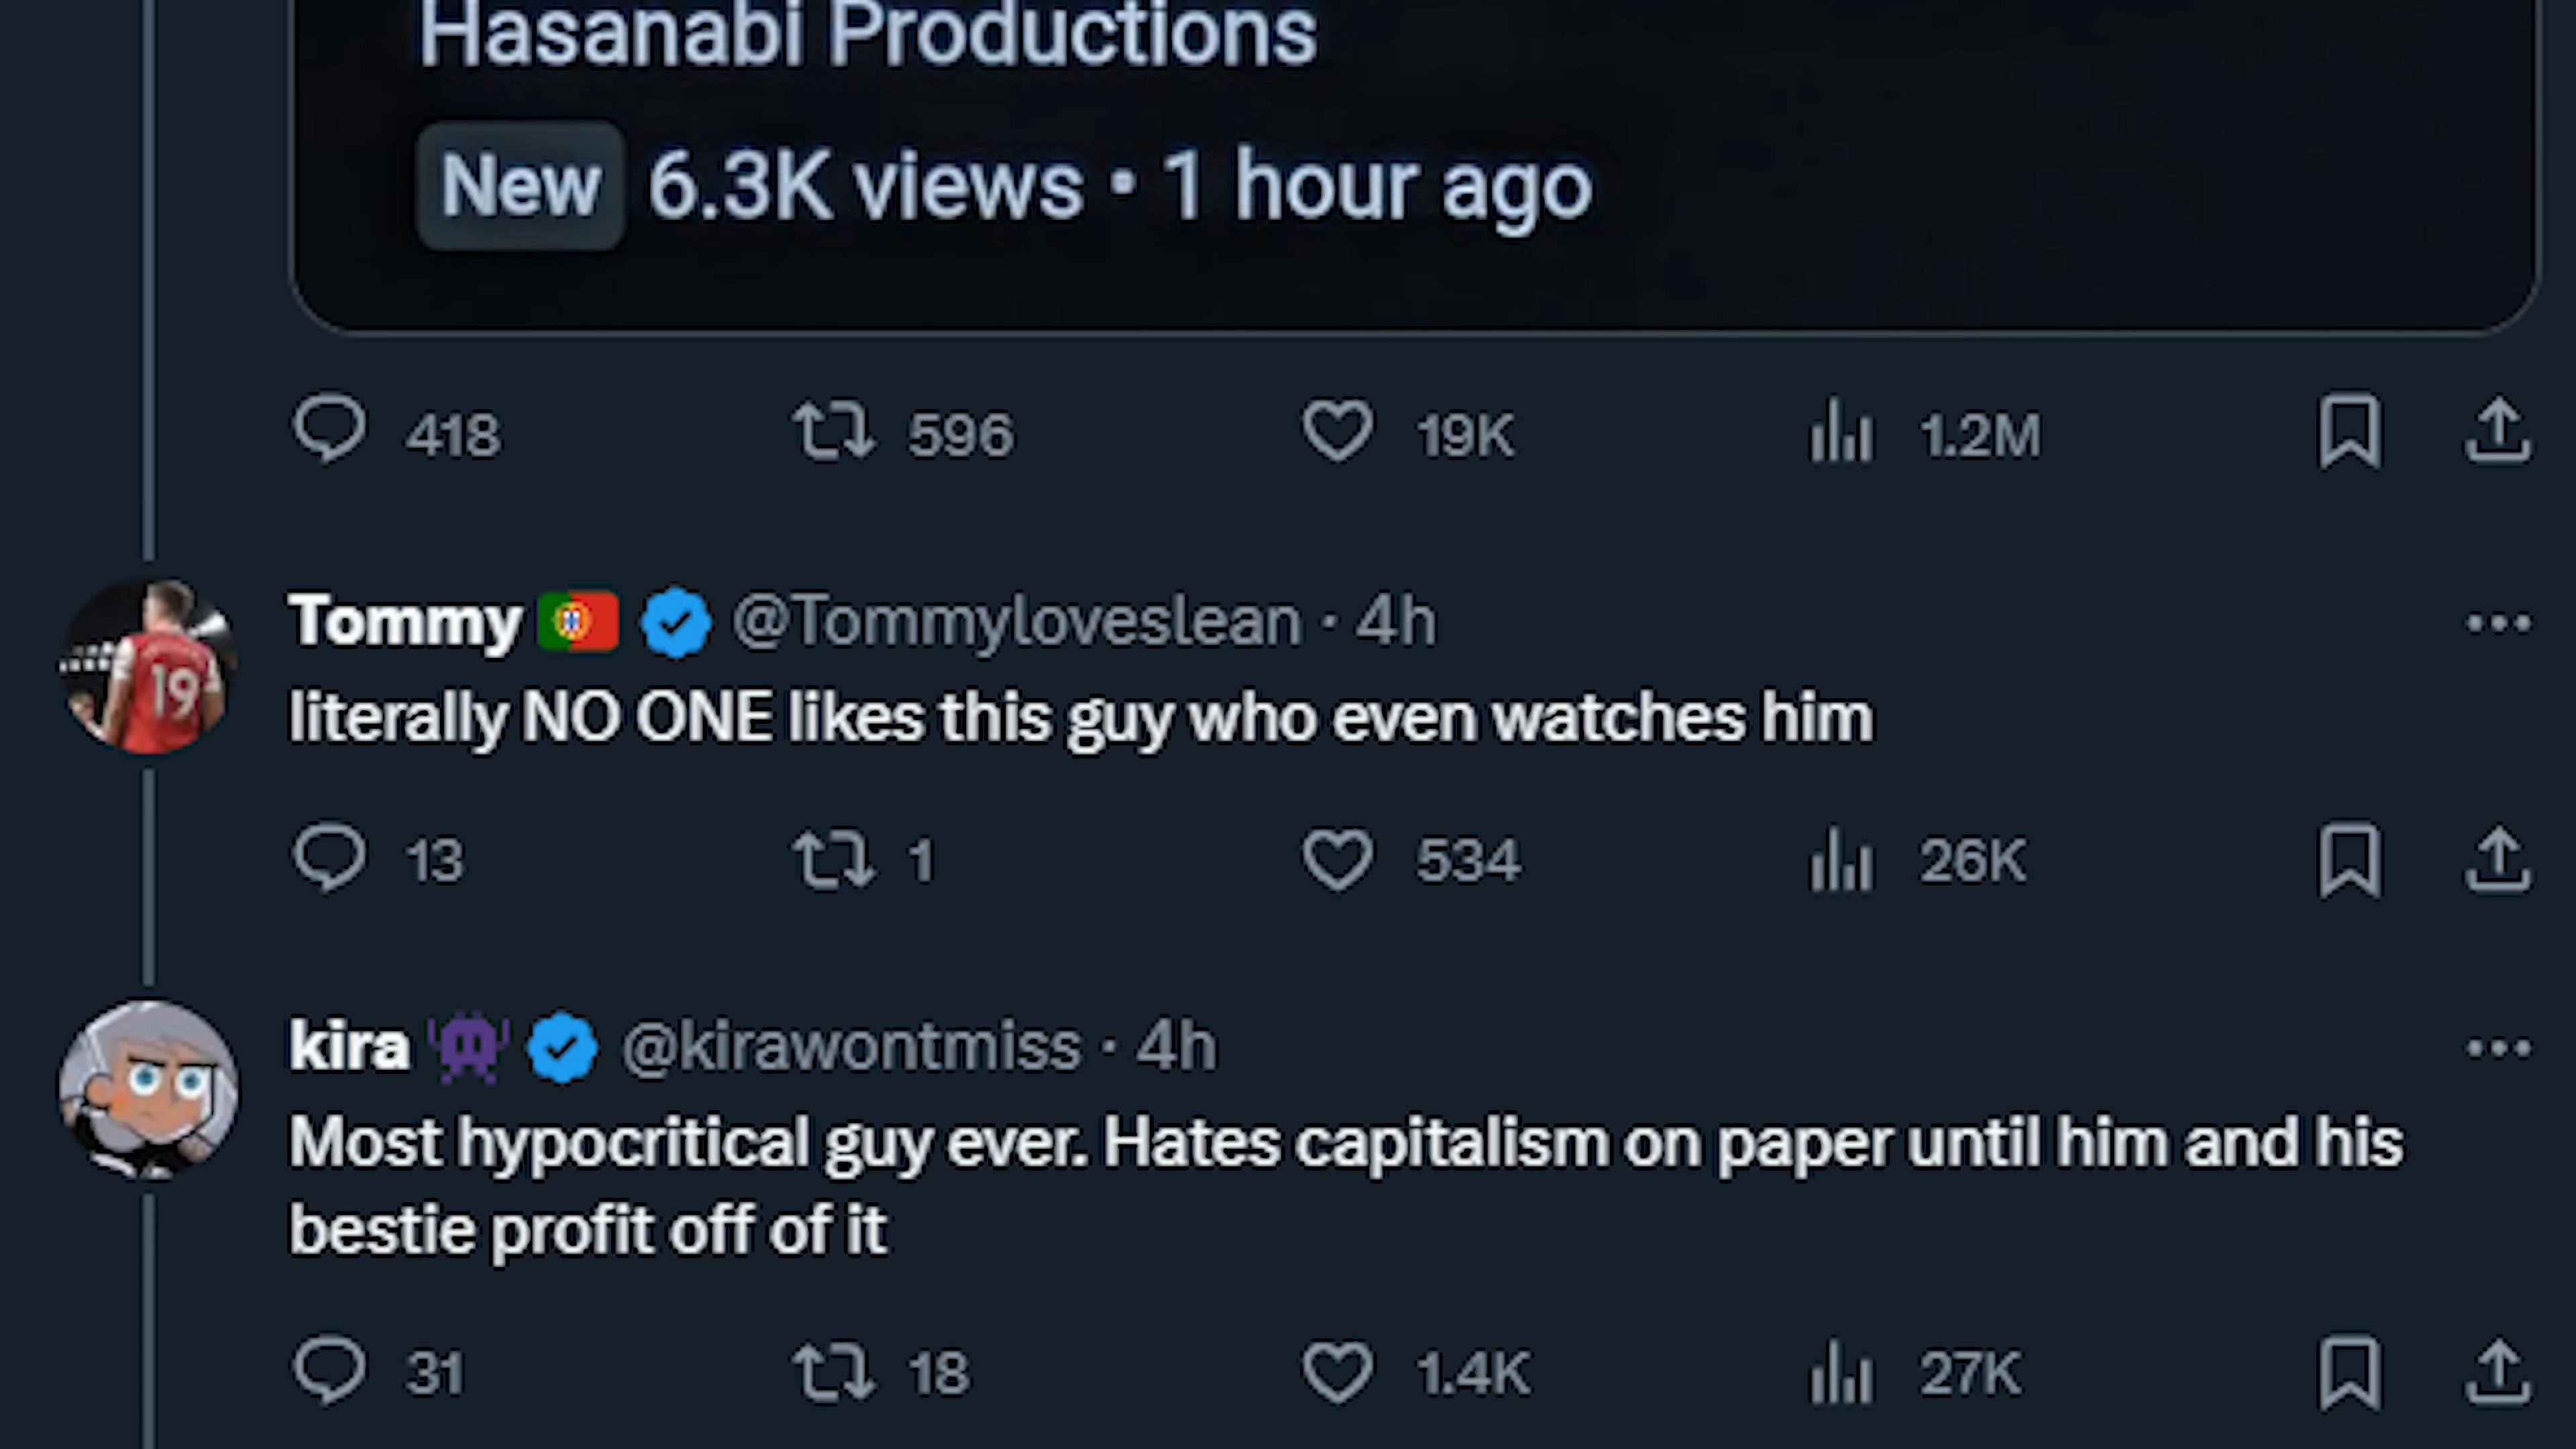 Hasanabi Productions
New 6.3K views • 1 hour ago
418 596 19K 1.2M
Tommy 🇵🇹 @Tommyloveslean · 4h
literally NO ONE likes this guy who even watches him
19
13 1 534 26K
kira 👾 @kirawontmiss · 4h
Most hypocritical guy ever. Hates capitalism on paper until him and his
bestie profit off of it
31 18 1.4K 27K